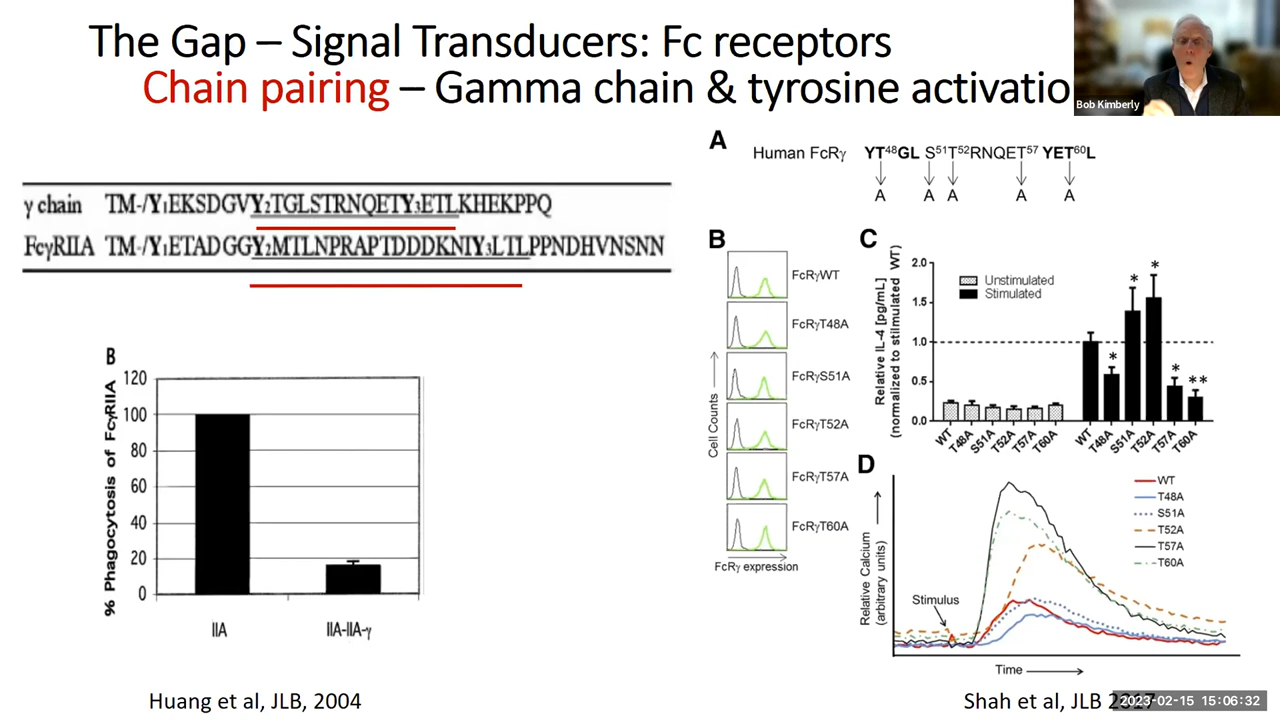 The Gap – Signal Transducers: Fc receptors
Chain pairing – Gamma chain & tyrosine activatio
Bob Kimberly
γ chain TM-/Y1EKSDGVY2TGLSTRNQETY3ETLKHEKPPQ
FcγRIIA TM-/Y1ETADGGY2MTLNPRAPTDDDKNIY3LTLPPNDHVNSNN
B
% Phagocytosis of FcγRIIA
120
100
80
60
40
20
0
IIA
IIA-IIA-γ
Huang et al, JLB, 2004
A
Human FcRγ YT48GL S51T52RNQET57 YET60L
A A A A A
B
FcRγWT
FcRγT48A
FcRγS51A
FcRγT52A
FcRγT57A
FcRγT60A
Cell Counts
FcRγ expression
C
Relative IL-4 [pg/mL]
(normalized to stilmulated WT)
2.0
1.5
1.0
0.5
0.0
Unstimulated
Stimulated
* * * * **
WT T48A S51A T52A T57A T60A WT T48A S51A T52A T57A T60A
D
Relative Calcium
(arbitrary units)
Stimulus
WT
T48A
S51A
T52A
T57A
T60A
Time
Shah et al, JLB 2017
2023-02-15 15:06:32